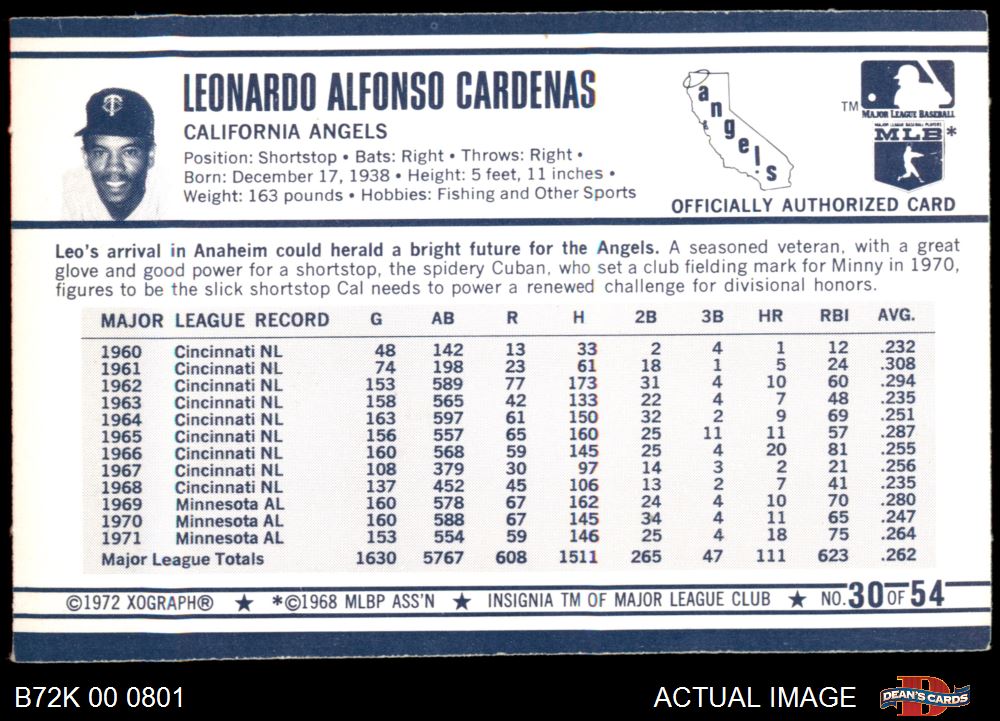 LEONARDO ALFONSO CARDENAS
CALIFORNIA ANGELS
Position: Shortstop • Bats: Right • Throws: Right •
Born: December 17, 1938 • Height: 5 feet, 11 inches •
Weight: 163 pounds • Hobbies: Fishing and Other Sports
angels
TM
MAJOR LEAGUE BASEBALL
MAJOR LEAGUE BASEBALL PLAYERS
MLB*
OFFICIALLY AUTHORIZED CARD
Leo's arrival in Anaheim could herald a bright future for the Angels. A seasoned veteran, with a great
glove and good power for a shortstop, the spidery Cuban, who set a club fielding mark for Minny in 1970,
figures to be the slick shortstop Cal needs to power a renewed challenge for divisional honors.
MAJOR LEAGUE RECORD G AB R H 2B 3B HR RBI AVG.
1960 Cincinnati NL 48 142 13 33 2 4 1 12 .232
1961 Cincinnati NL 74 198 23 61 18 1 5 24 .308
1962 Cincinnati NL 153 589 77 173 31 4 10 60 .294
1963 Cincinnati NL 158 565 42 133 22 4 7 48 .235
1964 Cincinnati NL 163 597 61 150 32 2 9 69 .251
1965 Cincinnati NL 156 557 65 160 25 11 11 57 .287
1966 Cincinnati NL 160 568 59 145 25 4 20 81 .255
1967 Cincinnati NL 108 379 30 97 14 3 2 21 .256
1968 Cincinnati NL 137 452 45 106 13 2 7 41 .235
1969 Minnesota AL 160 578 67 162 24 4 10 70 .280
1970 Minnesota AL 160 588 67 145 34 4 11 65 .247
1971 Minnesota AL 153 554 59 146 25 4 18 75 .264
Major League Totals 1630 5767 608 1511 265 47 111 623 .262
©1972 XOGRAPH® ★ *©1968 MLBP ASS'N ★ INSIGNIA TM OF MAJOR LEAGUE CLUB ★ NO. 30 OF 54
B72K 00 0801
ACTUAL IMAGE
D
DEAN'S CARDS